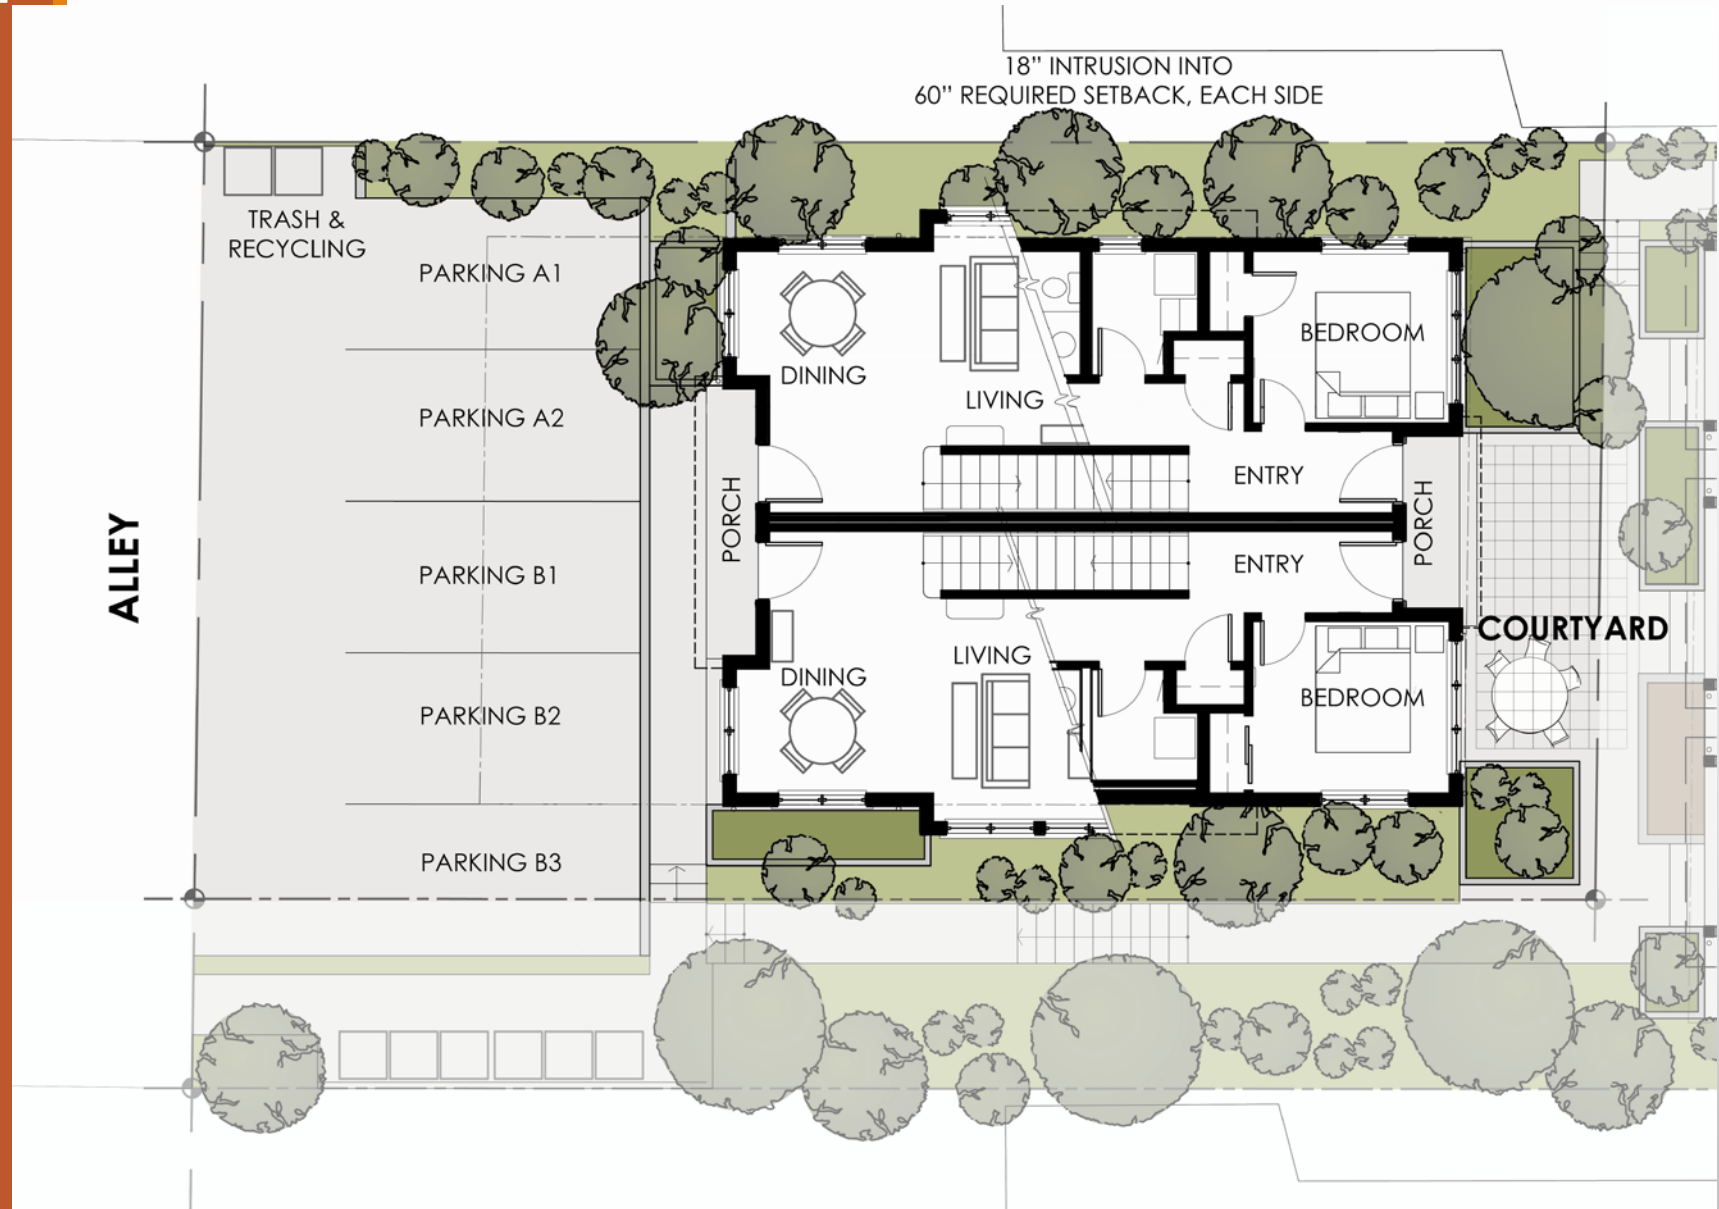 18” INTRUSION INTO
60” REQUIRED SETBACK, EACH SIDE
TRASH &
RECYCLING
PARKING A1
PARKING A2
PARKING B1
PARKING B2
PARKING B3
ALLEY
PORCH
DINING
LIVING
BEDROOM
ENTRY
PORCH
ENTRY
LIVING
DINING
BEDROOM
COURTYARD